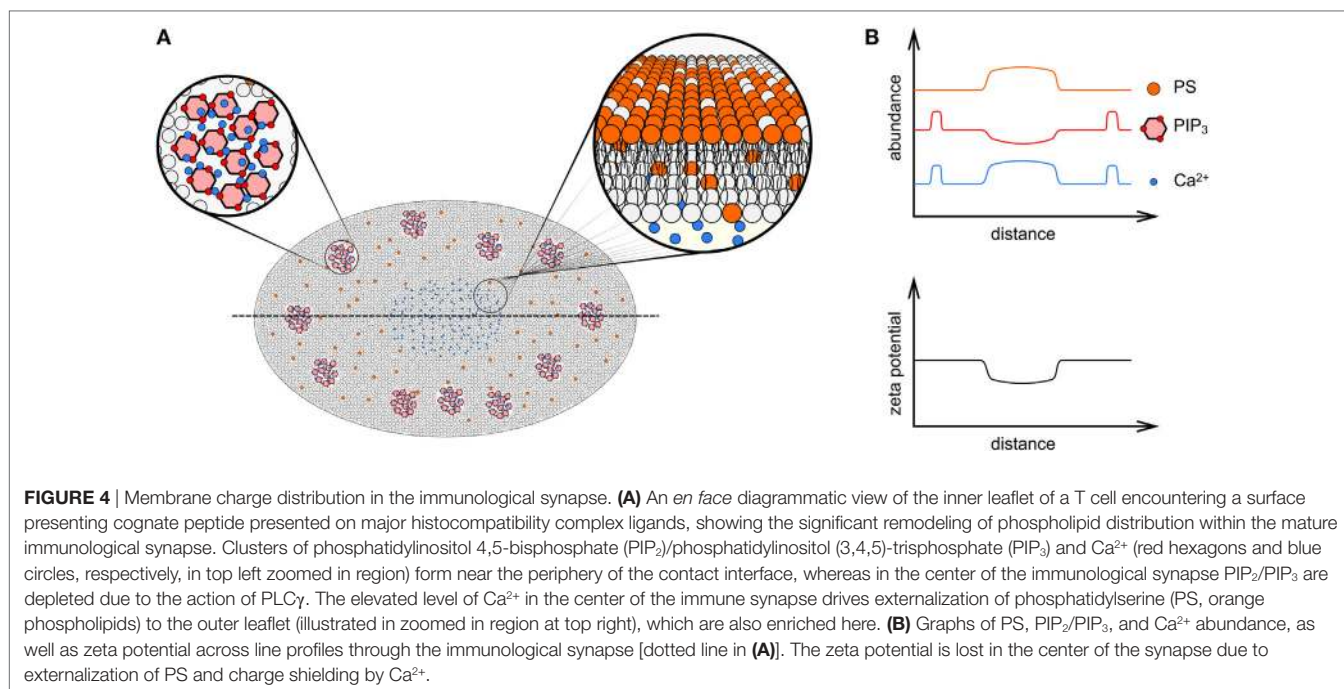 A
B
abundance
PS
PIP₃
Ca²⁺
distance
zeta potential
distance
FIGURE 4 | Membrane charge distribution in the immunological synapse. (A) An en face diagrammatic view of the inner leaflet of a T cell encountering a surface
presenting cognate peptide presented on major histocompatibility complex ligands, showing the significant remodeling of phospholipid distribution within the mature
immunological synapse. Clusters of phosphatidylinositol 4,5-bisphosphate (PIP₂)/phosphatidylinositol (3,4,5)-trisphosphate (PIP₃) and Ca²⁺ (red hexagons and blue
circles, respectively, in top left zoomed in region) form near the periphery of the contact interface, whereas in the center of the immunological synapse PIP₂/PIP₃ are
depleted due to the action of PLCγ. The elevated level of Ca²⁺ in the center of the immune synapse drives externalization of phosphatidylserine (PS, orange
phospholipids) to the outer leaflet (illustrated in zoomed in region at top right), which are also enriched here. (B) Graphs of PS, PIP₂/PIP₃, and Ca²⁺ abundance, as
well as zeta potential across line profiles through the immunological synapse [dotted line in (A)]. The zeta potential is lost in the center of the synapse due to
externalization of PS and charge shielding by Ca²⁺.